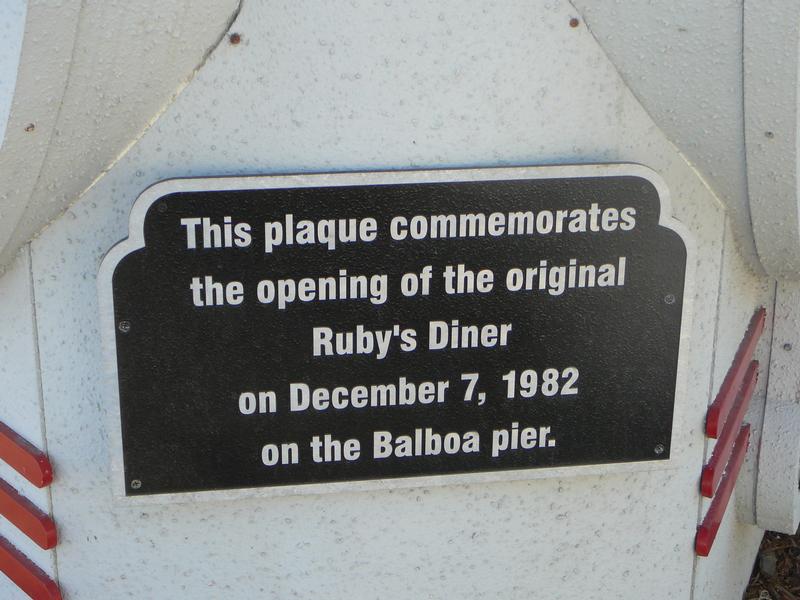 This plaque commemorates
the opening of the original
Ruby's Diner
on December 7, 1982
on the Balboa pier.